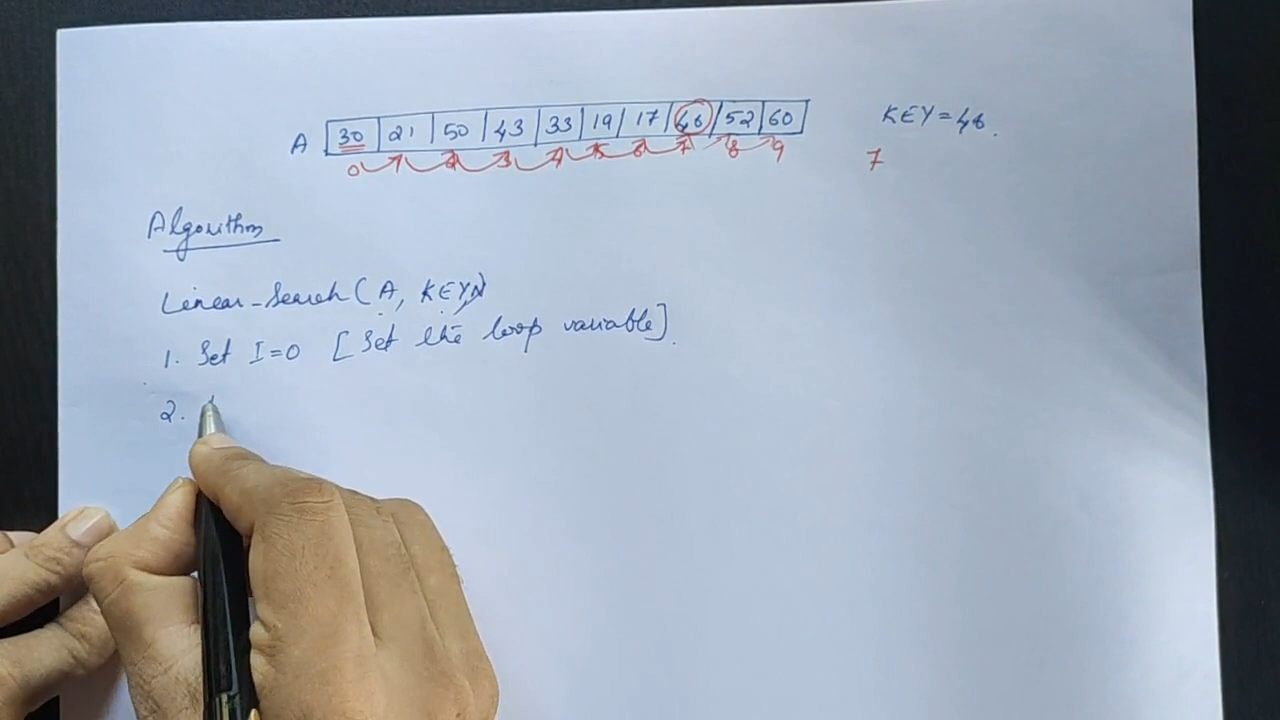 A 30 21 50 43 33 19 17 46 52 60 KEY=46.
0 1 2 3 4 5 6 7 8 9 7
Algorithm
Linear-Search(A, KEY,N)
1. Set I=0 [Set the loop variable].
2.